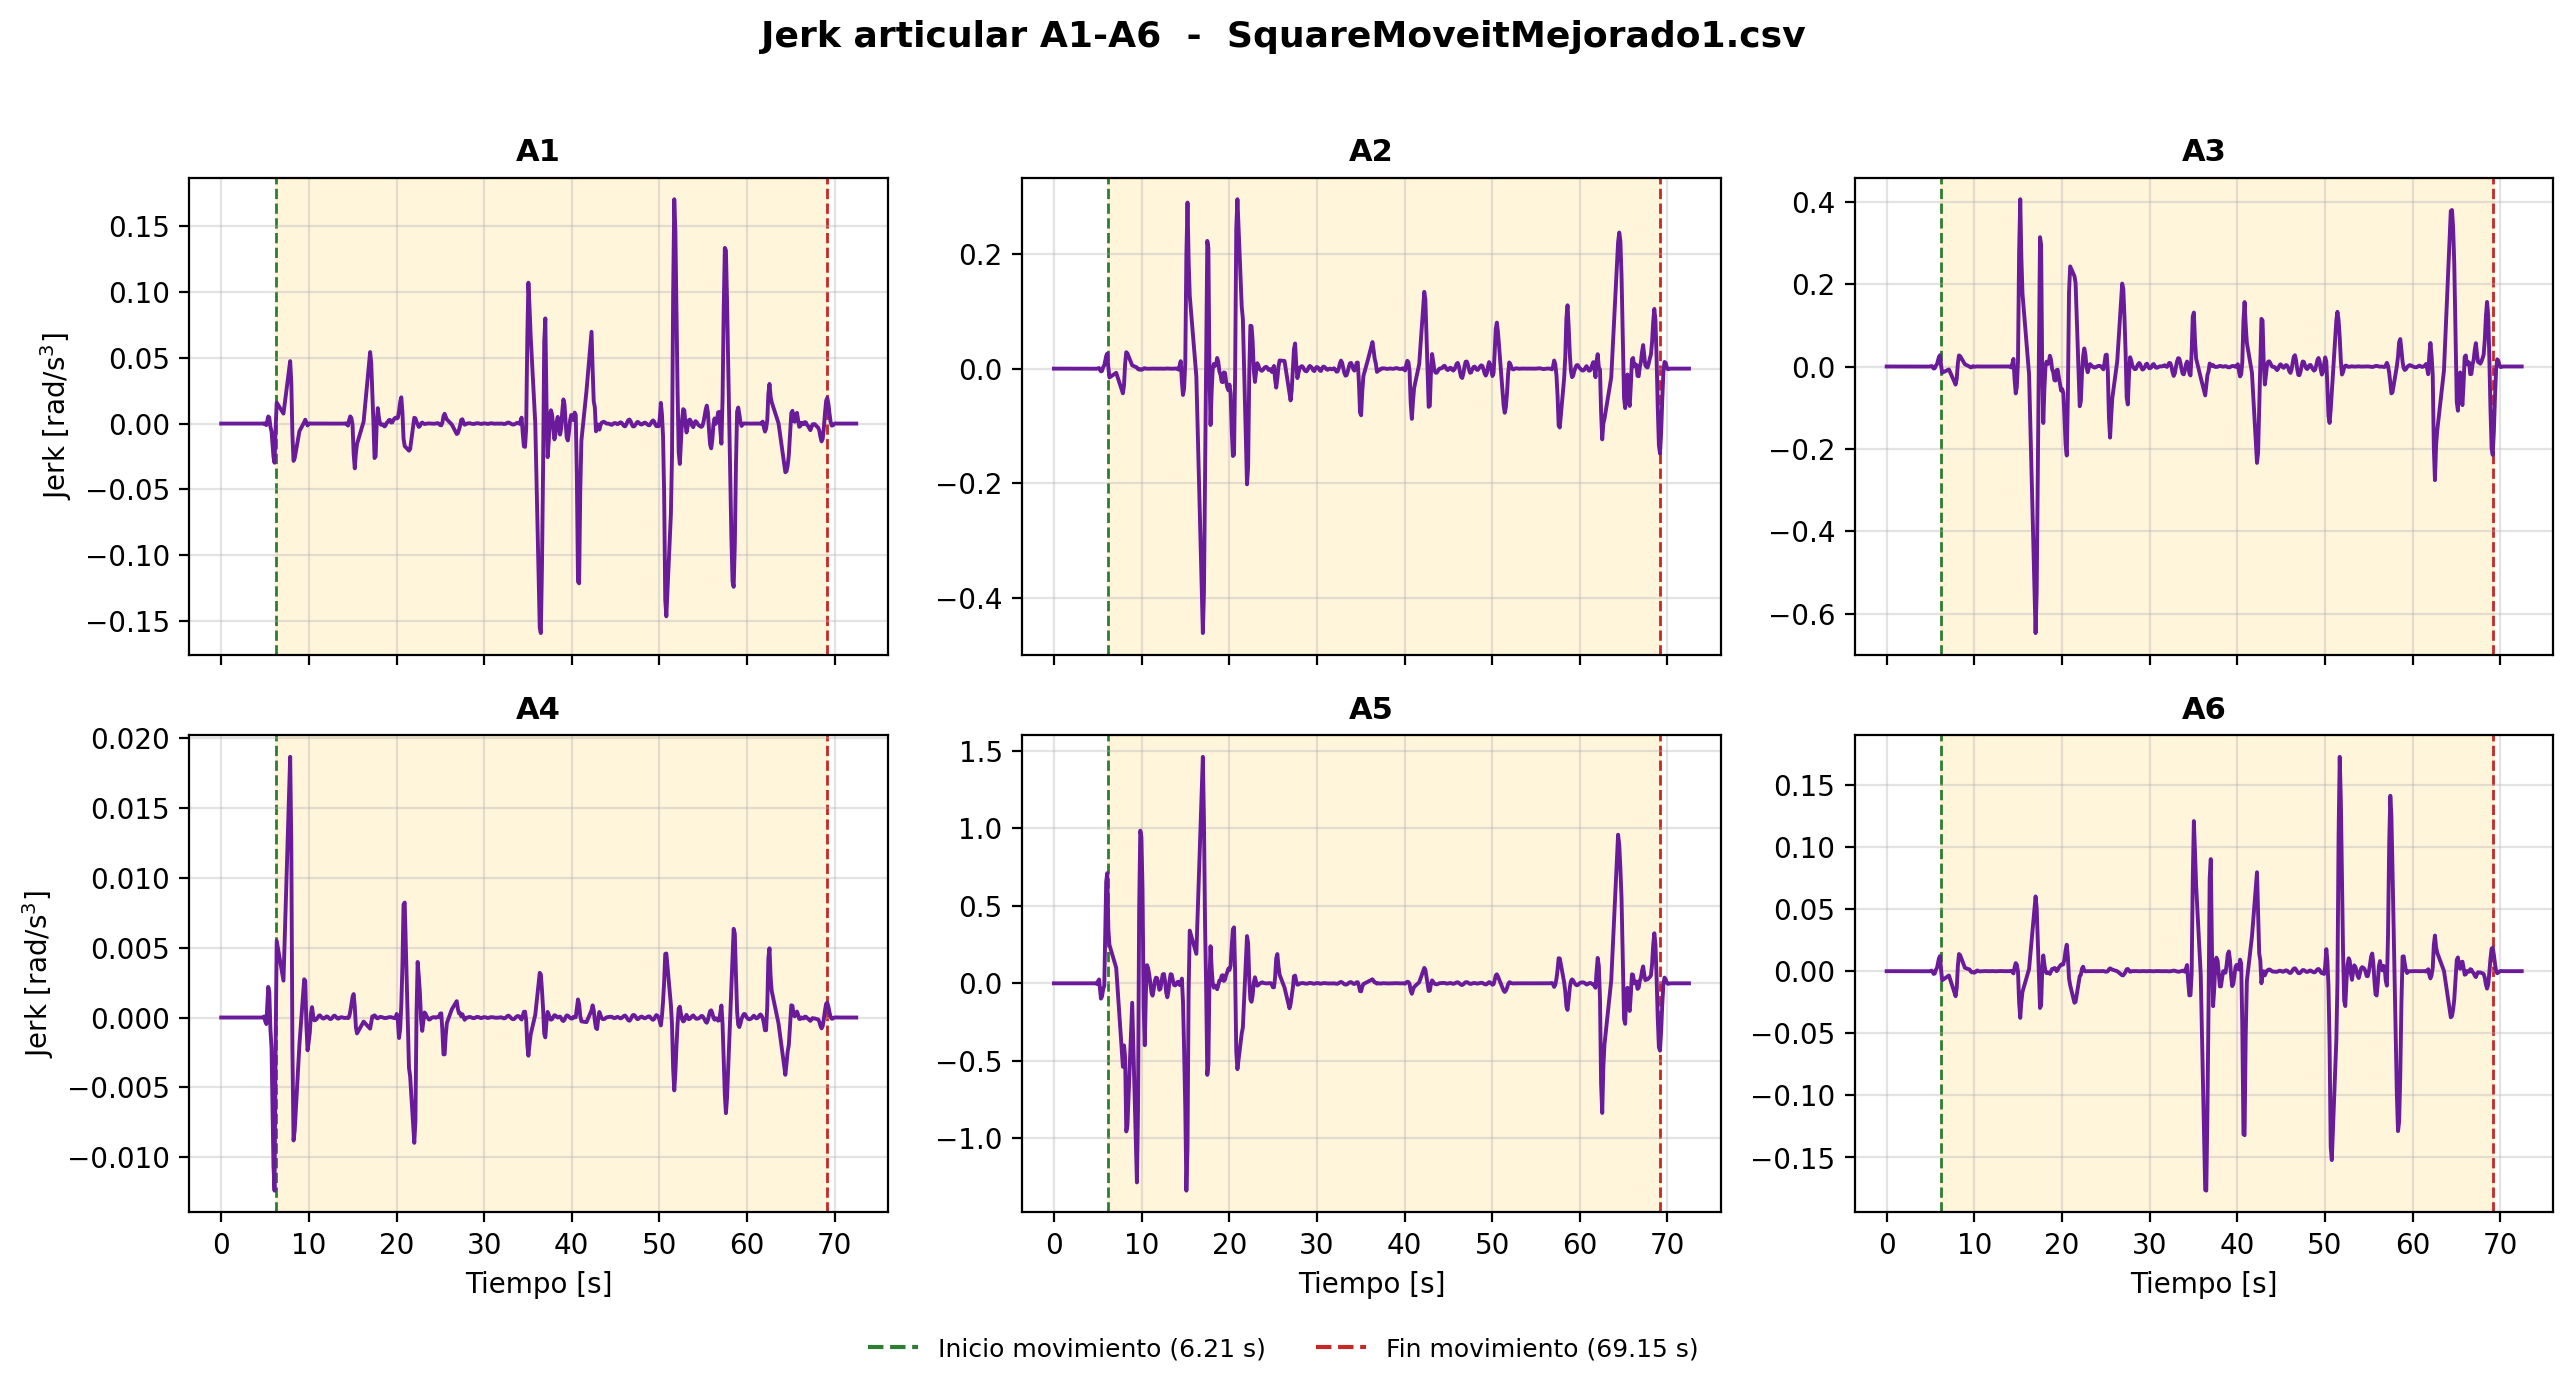 Jerk articular A1-A6  -  SquareMoveitMejorado1.csv
A1
A2
A3
Jerk [rad/s³]
0.15
0.10
0.05
0.00
−0.05
−0.10
−0.15
0.2
0.0
−0.2
−0.4
0.4
0.2
0.0
−0.2
−0.4
−0.6
A4
A5
A6
Jerk [rad/s³]
0.020
0.015
0.010
0.005
0.000
−0.005
−0.010
1.5
1.0
0.5
0.0
−0.5
−1.0
0.15
0.10
0.05
0.00
−0.05
−0.10
−0.15
0 10 20 30 40 50 60 70
0 10 20 30 40 50 60 70
0 10 20 30 40 50 60 70
Tiempo [s]
Tiempo [s]
Tiempo [s]
Inicio movimiento (6.21 s)
Fin movimiento (69.15 s)